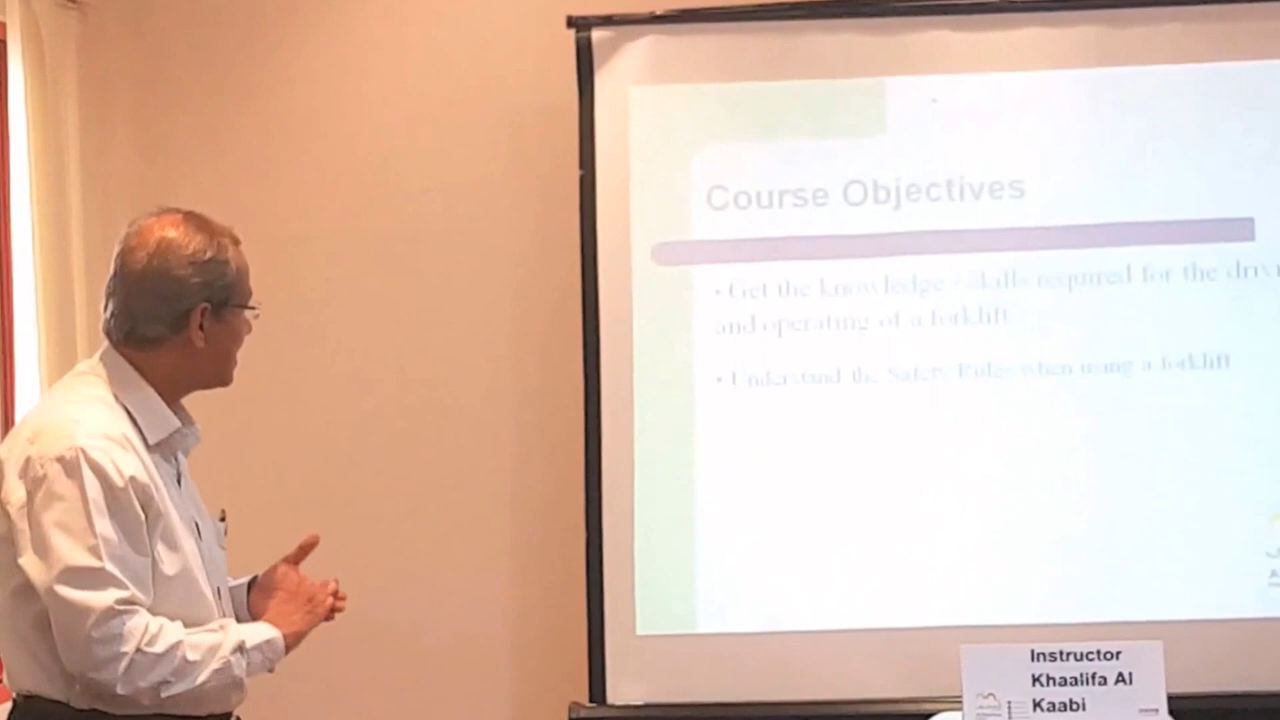 Course Objectives
• Get the knowledge / Skills required for the
and operating of a forklift
• Understand the Safety Rules when using a forklift
Instructor
Khaalifa Al
Kaabi